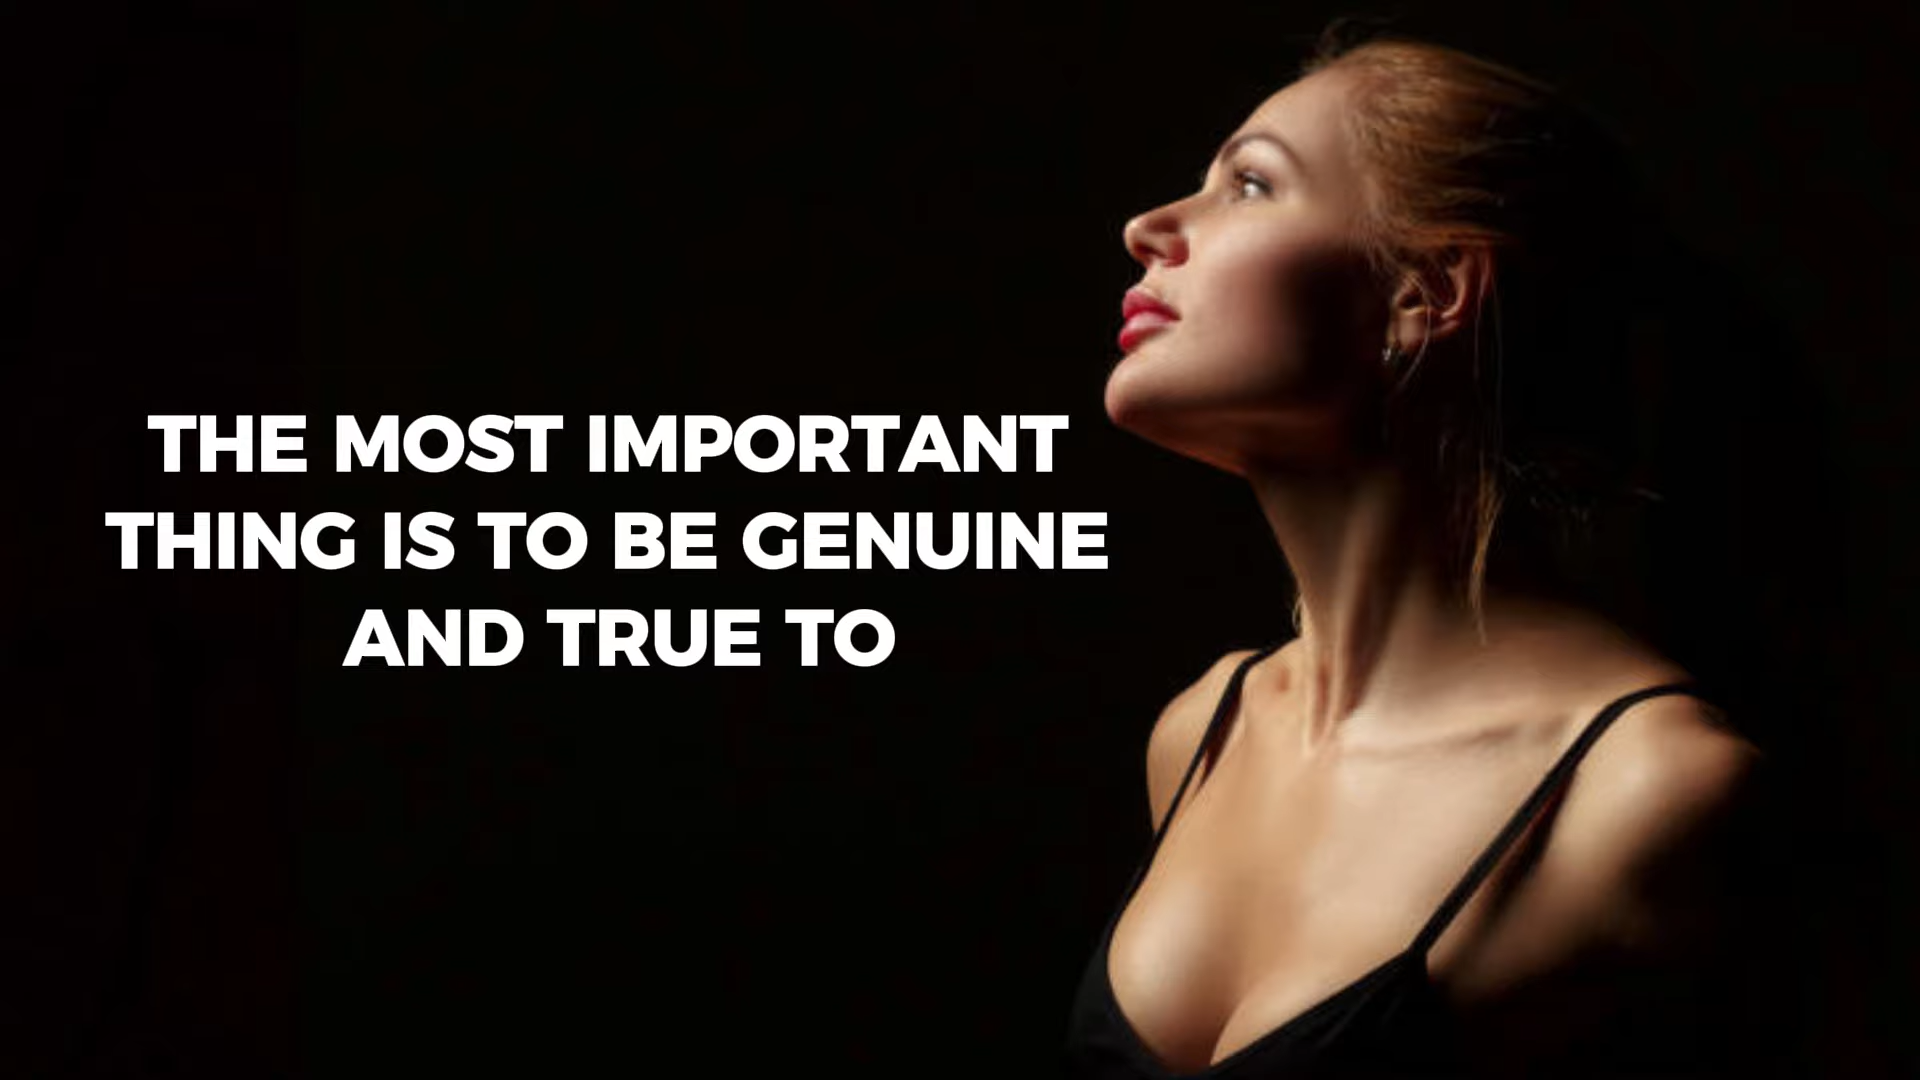 THE MOST IMPORTANT
THING IS TO BE GENUINE
AND TRUE TO